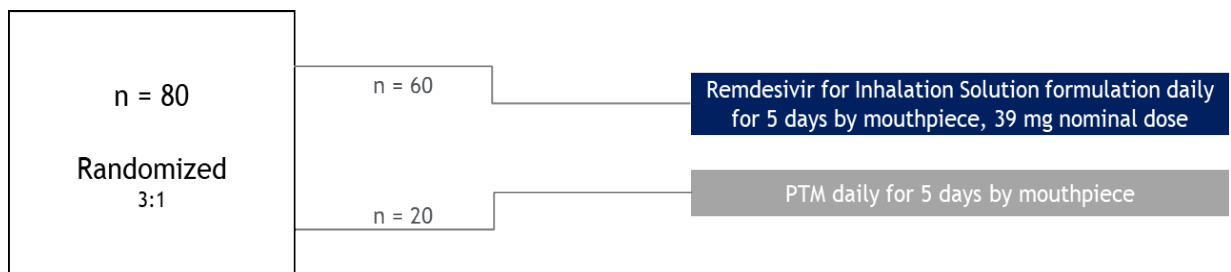 n = 80
Randomized
3:1
n = 60
n = 20
Remdesivir for Inhalation Solution formulation daily
for 5 days by mouthpiece, 39 mg nominal dose
PTM daily for 5 days by mouthpiece